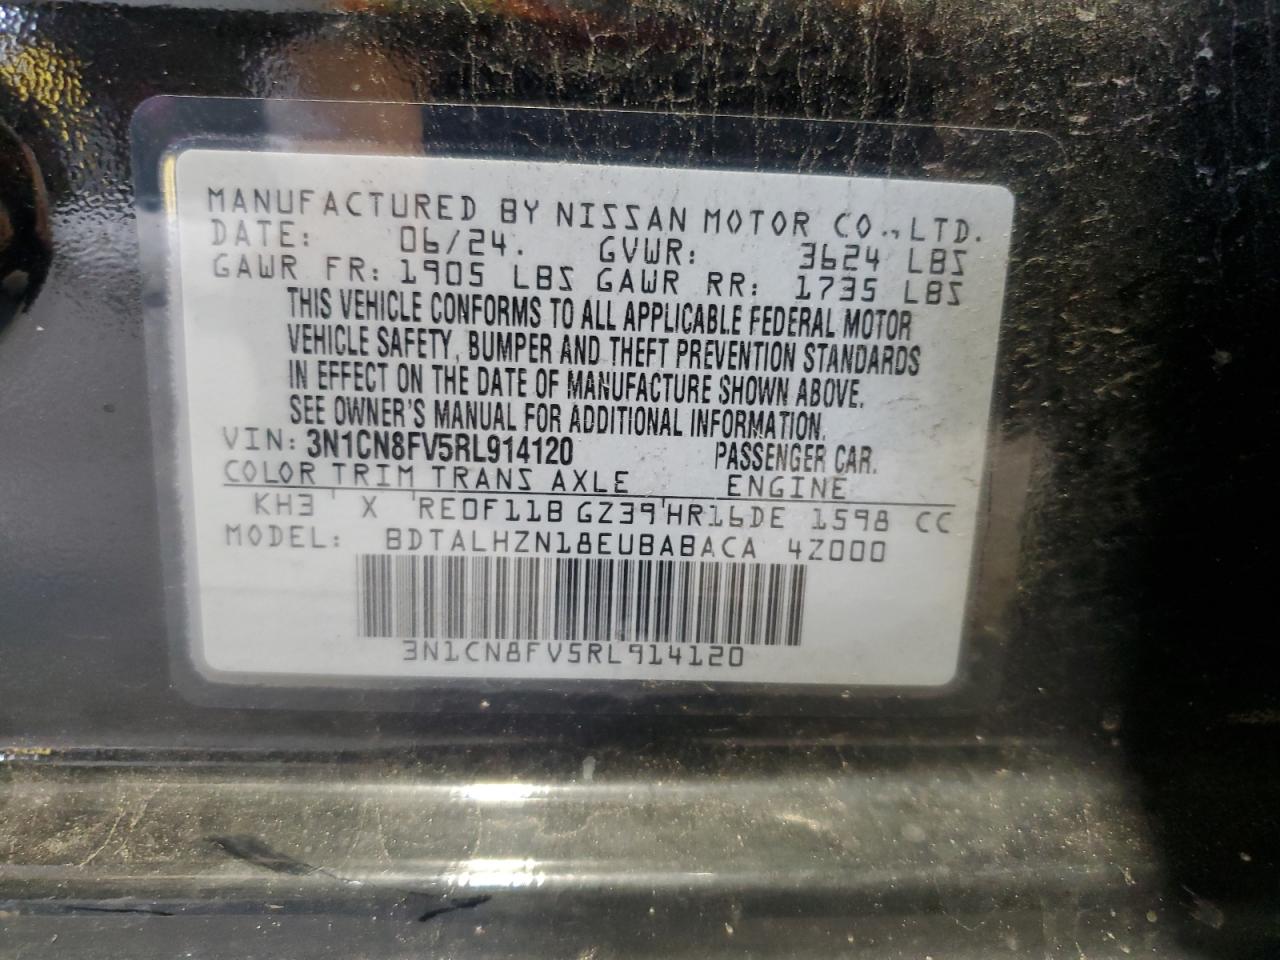 MANUFACTURED BY NISSAN MOTOR CO., LTD.
DATE: 06/24. GVWR: 3624 LBS
GAWR FR: 1905 LBS GAWR RR: 1735 LBS
THIS VEHICLE CONFORMS TO ALL APPLICABLE FEDERAL MOTOR
VEHICLE SAFETY, BUMPER AND THEFT PREVENTION STANDARDS
IN EFFECT ON THE DATE OF MANUFACTURE SHOWN ABOVE.
SEE OWNER'S MANUAL FOR ADDITIONAL INFORMATION.
VIN: 3N1CN8FV5RL914120 PASSENGER CAR.
COLOR TRIM TRANS AXLE ENGINE
KH3 ' X 'RE0F11B GZ39'HR16DE 1598 CC
MODEL: BDTALHZN18EUBABACA 4Z000
3N1CN8FV5RL914120